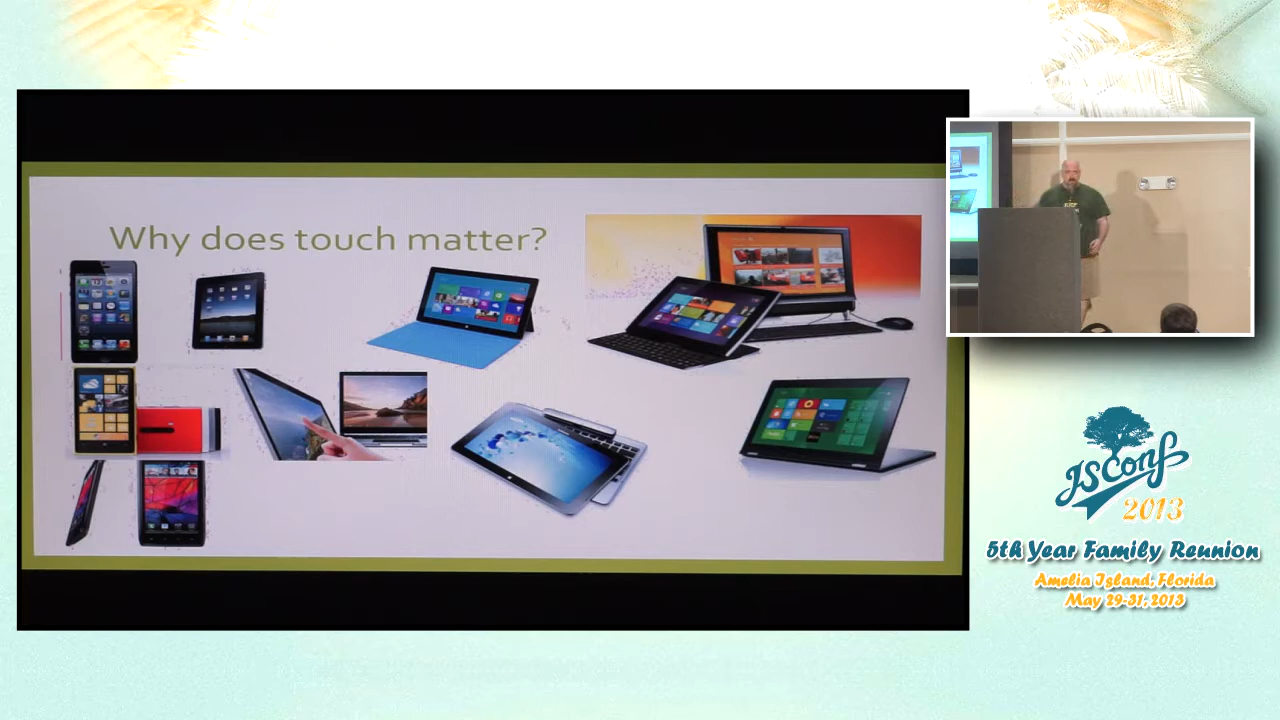 Why does touch matter?
JSConf
2013
5th Year Family Reunion
Amelia Island, Florida
May 29-31, 2013